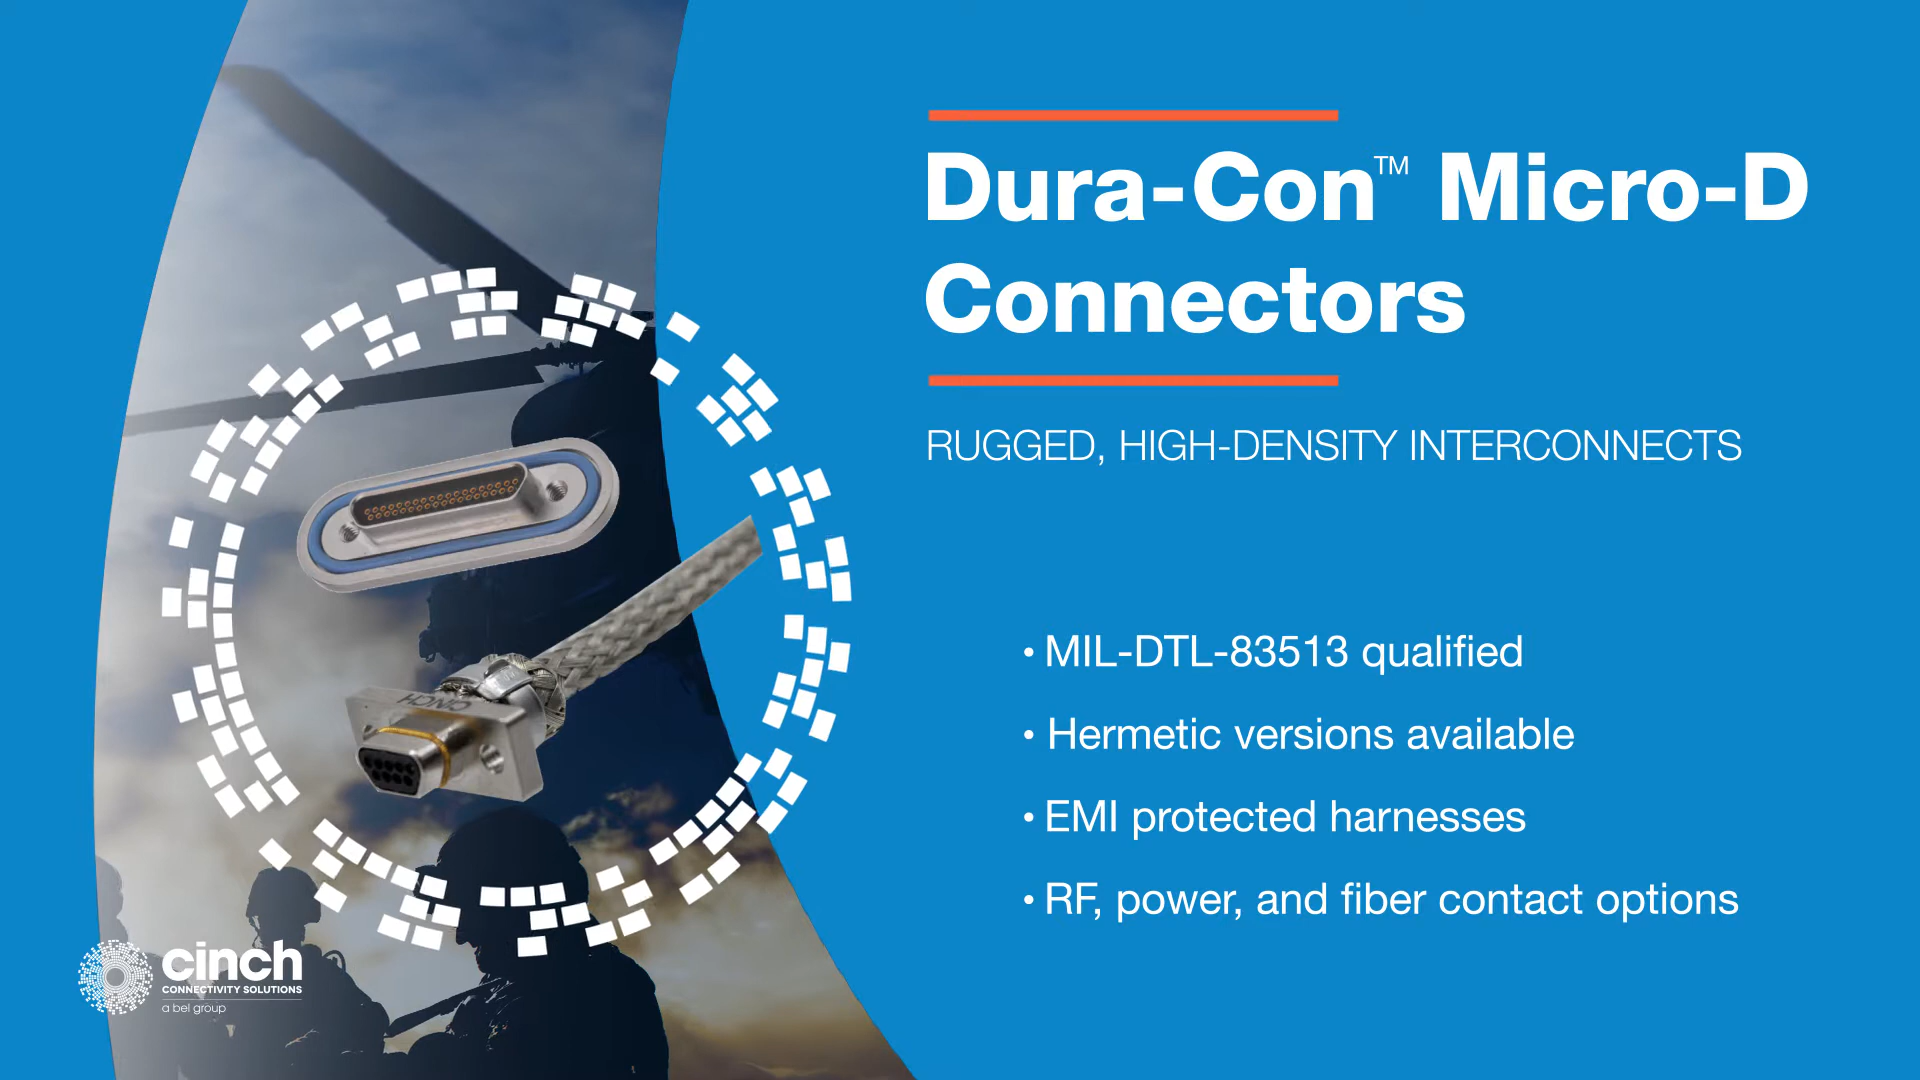 Dura-Con™ Micro-D
Connectors
RUGGED, HIGH-DENSITY INTERCONNECTS
• MIL-DTL-83513 qualified
• Hermetic versions available
• EMI protected harnesses
• RF, power, and fiber contact options
CINCH
cinch
CONNECTIVITY SOLUTIONS
a bel group